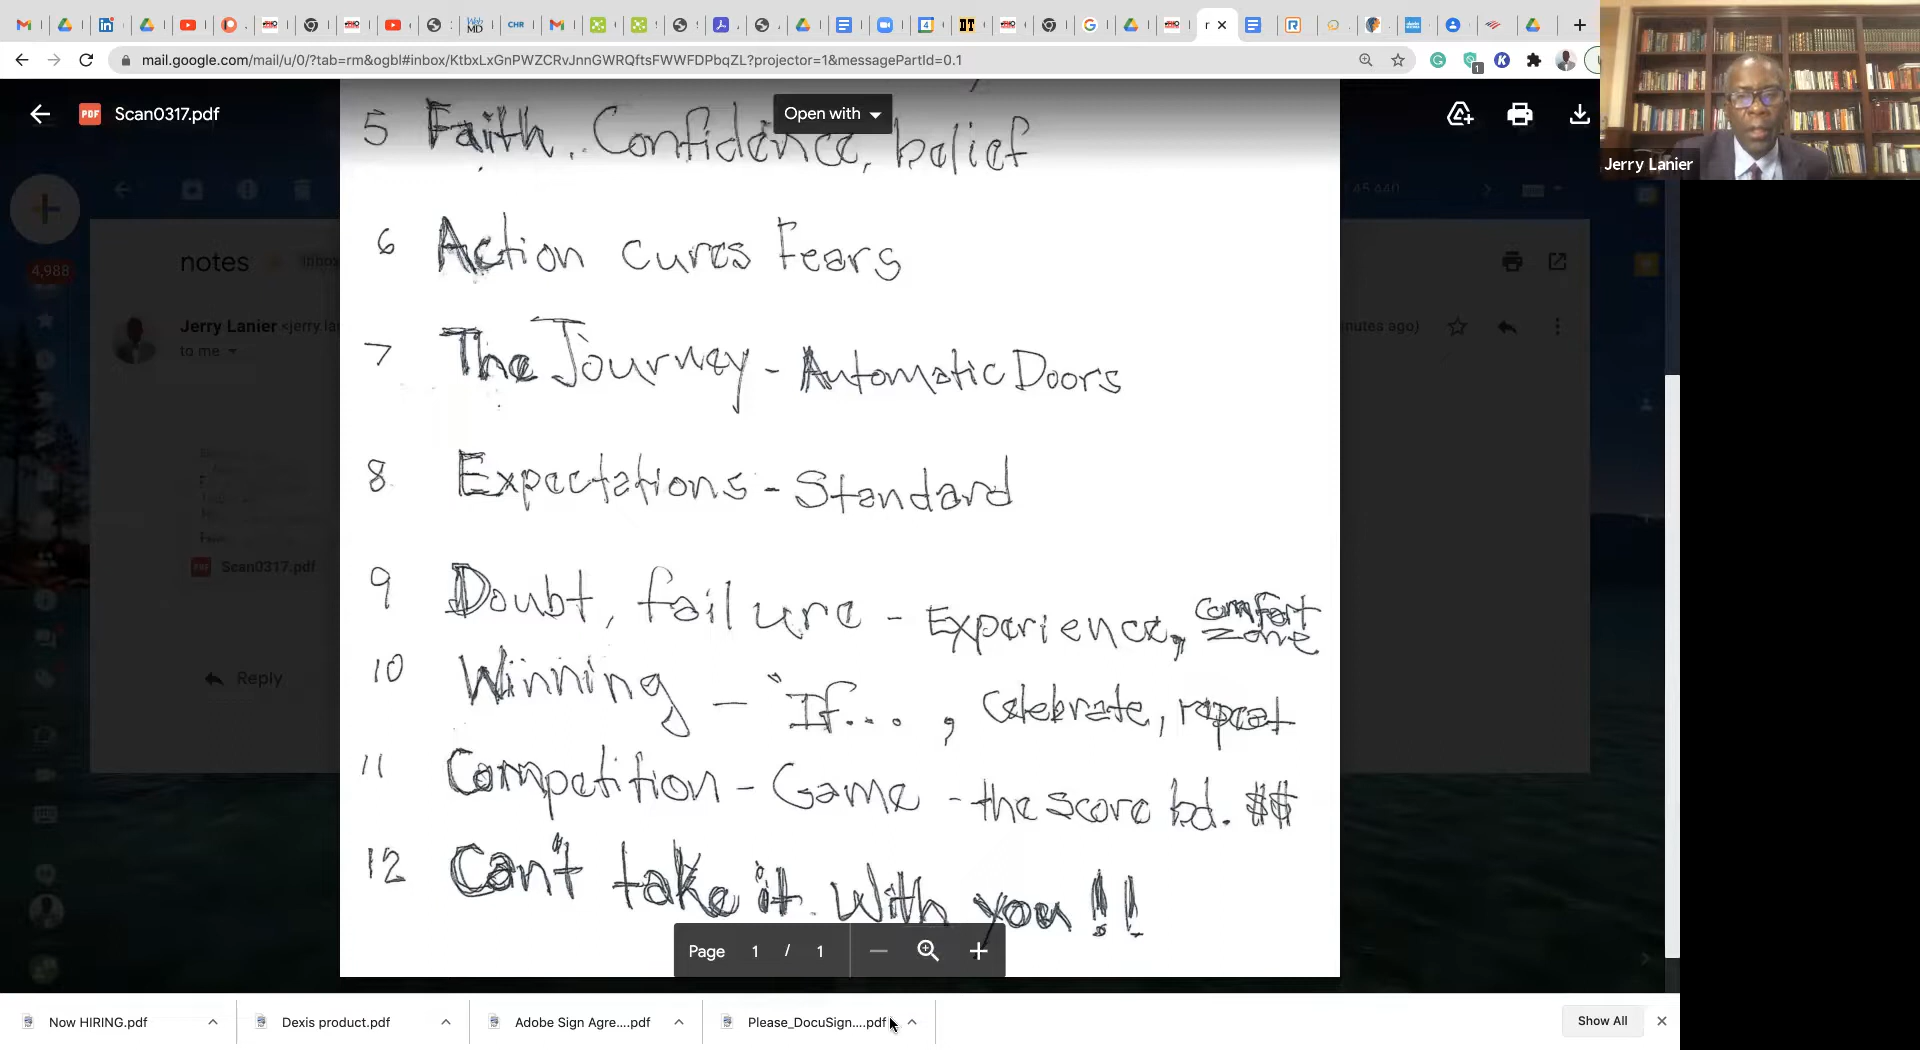 CHR
DT
mail.google.com/mail/u/0/?tab=rm&ogbl#inbox/KtbxLxGnPWZCRvJnnGWRQftsFWWFDPbqZL?projector=1&messagePartId=0.1
1
PDF Scan0317.pdf
Open with
Jerry Lanier
5 Faith, Confidence, belief
6 Action cures Fears
7 The Journey - Automatic Doors
8. Expectations - Standard
9 Doubt, failure - Experience, comfort zone
10 Winning - "If... , Celebrate, repeat
11 Competition - Game - the score bd. $$
12 Can't take it with you!!
4,988
notes
Jerry Lanier
to me
Scan0317.pdf
Reply
Page 1 / 1
Now HIRING.pdf
Dexis product.pdf
Adobe Sign Agre....pdf
Please_DocuSign....pdf
Show All